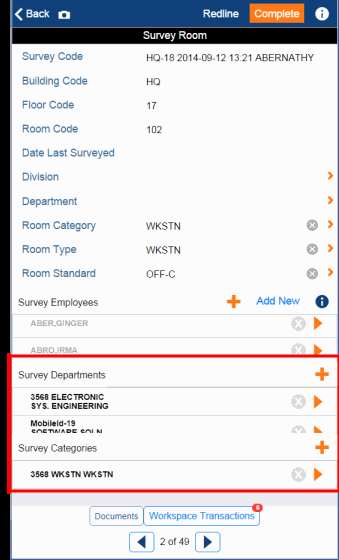 Back Redline Complete i
Survey Room
Survey Code HQ-18 2014-09-12 13:21 ABERNATHY
Building Code HQ
Floor Code 17
Room Code 102
Date Last Surveyed
Division
Department
Room Category WKSTN
Room Type WKSTN
Room Standard OFF-C
Survey Employees Add New i
ABER,GINGER
ABRO,IRMA
Survey Departments
3568 ELECTRONIC
SYS. ENGINEERING
MobileId-19
SOFTWARE SOLN
Survey Categories
3568 WKSTN WKSTN
Documents Workspace Transactions
2 of 49